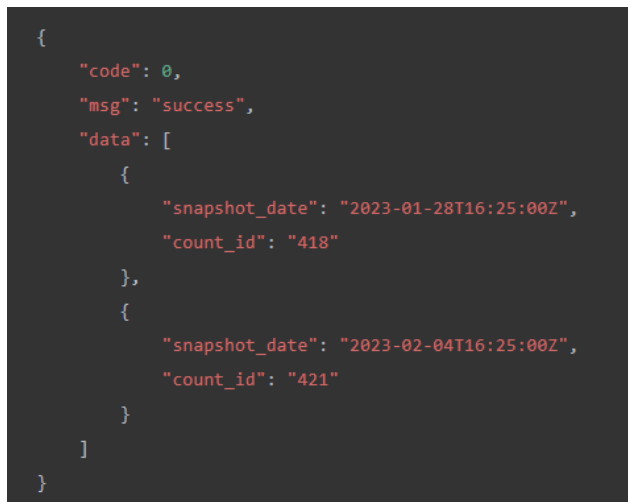 {
    "code": 0,
    "msg": "success",
    "data": [
        {
            "snapshot_date": "2023-01-28T16:25:00Z",
            "count_id": "418"
        },
        {
            "snapshot_date": "2023-02-04T16:25:00Z",
            "count_id": "421"
        }
    ]
}